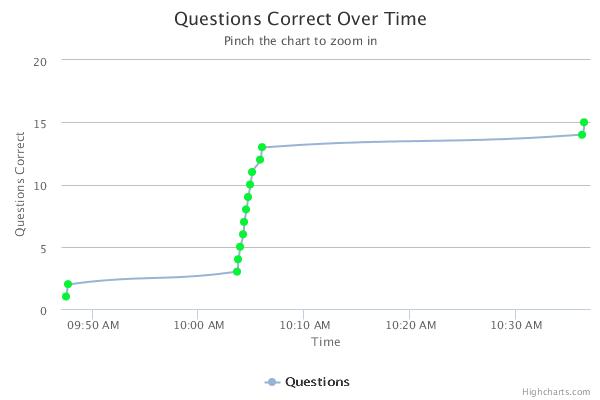 Questions Correct Over Time
Pinch the chart to zoom in
20
15
10
5
0
Questions Correct
09:50 AM 10:00 AM 10:10 AM 10:20 AM 10:30 AM
Time
Questions
Highcharts.com